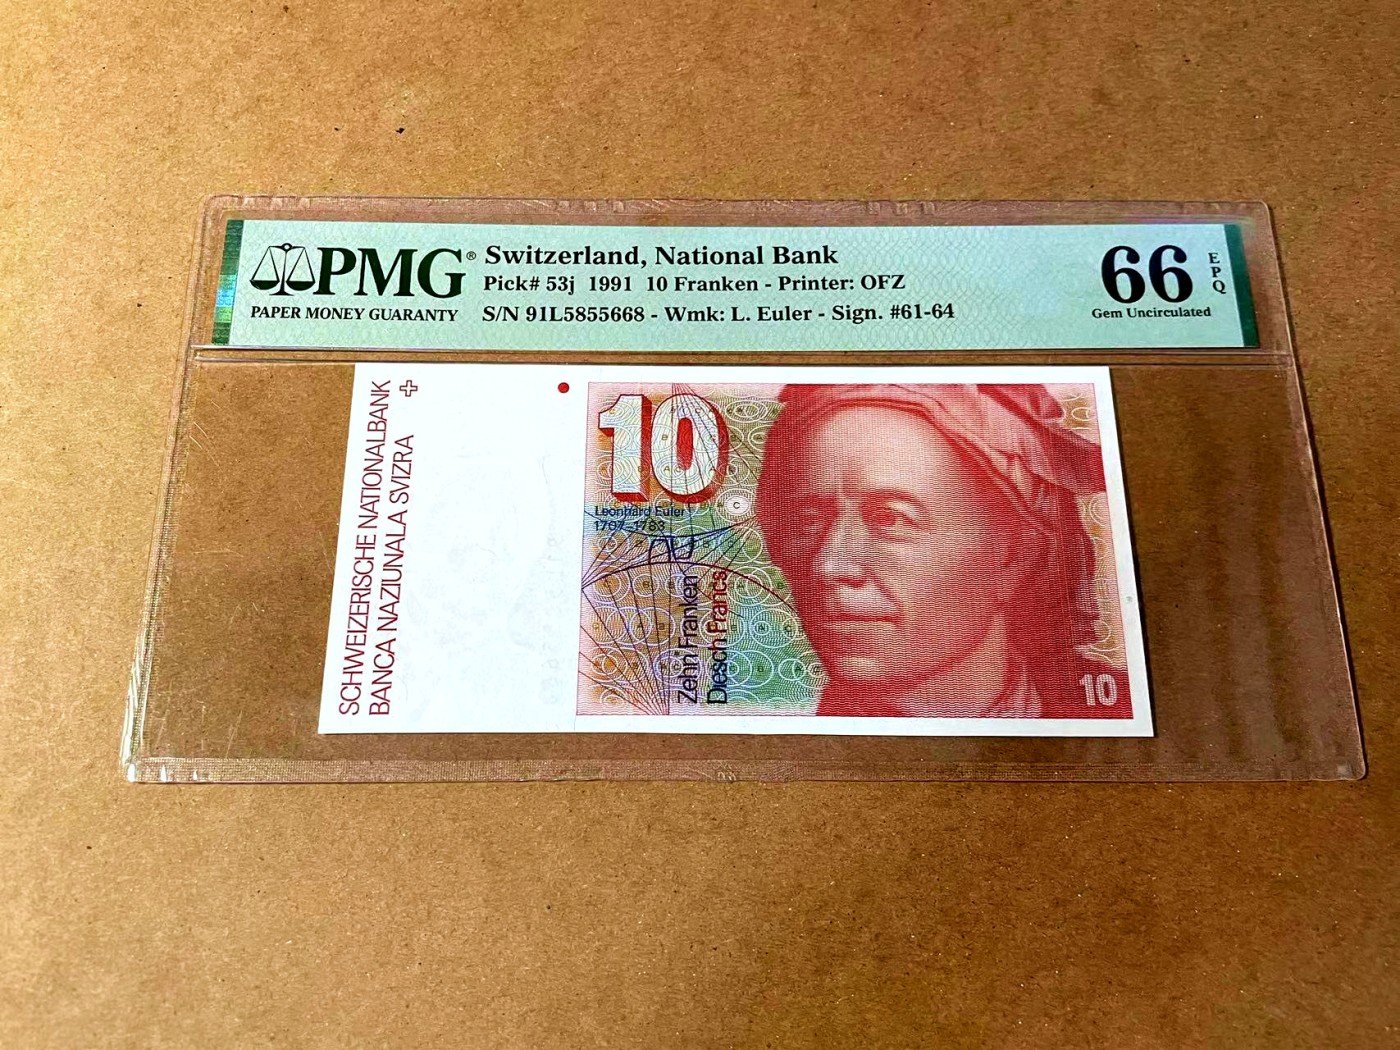 PMG®
PAPER MONEY GUARANTY
Switzerland, National Bank
Pick# 53j 1991 10 Franken - Printer: OFZ
S/N 91L5855668 - Wmk: L. Euler - Sign. #61-64
66
EPQ
Gem Uncirculated
SCHWEIZERISCHE NATIONALBANK
BANCA NAZIUNALA SVIZRA
10
Leonhard Euler
1707–1783
Zehn Franken
Diesch Francs
10